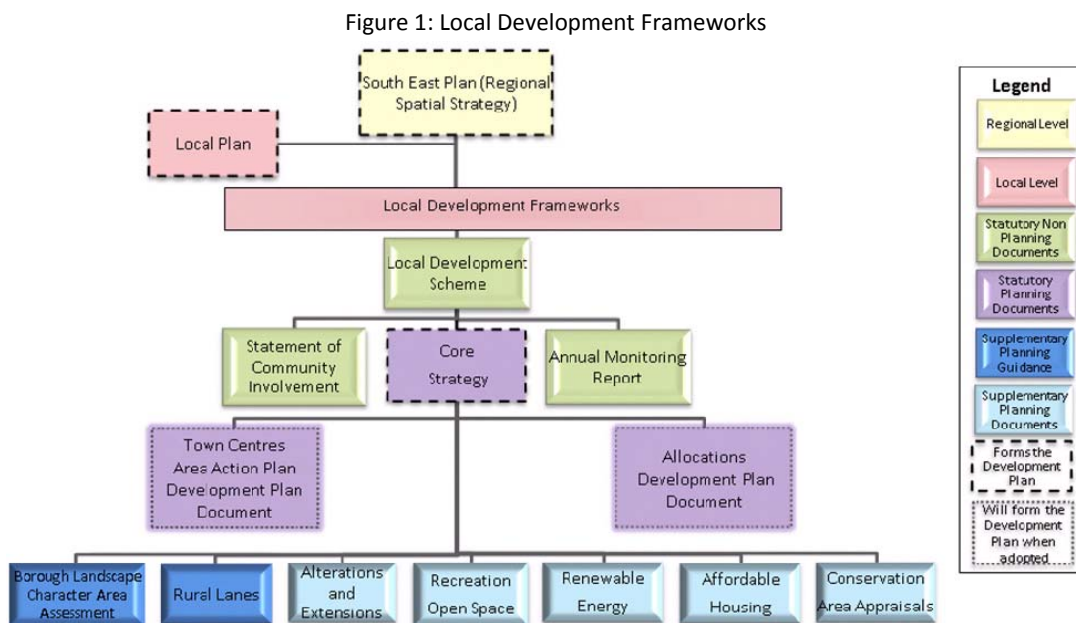 Figure 1: Local Development Frameworks
South East Plan (Regional
Spatial Strategy)
Local Plan
Local Development Frameworks
Local Development
Scheme
Statement of
Community
Involvement
Core
Strategy
Annual Monitoring
Report
Town Centres
Area Action Plan
Development Plan
Document
Allocations
Development Plan
Document
Borough Landscape
Character Area
Assessment
Rural Lanes
Alterations
and
Extensions
Recreation
Open Space
Renewable
Energy
Affordable
Housing
Conservation
Area Appraisals
Legend
Regional Level
Local Level
Statutory Non
Planning
Documents
Statutory
Planning
Documents
Supplementary
Planning
Guidance
Supplementary
Planning
Documents
Forms the
Development
Plan
Will form the
Development
Plan when
adopted